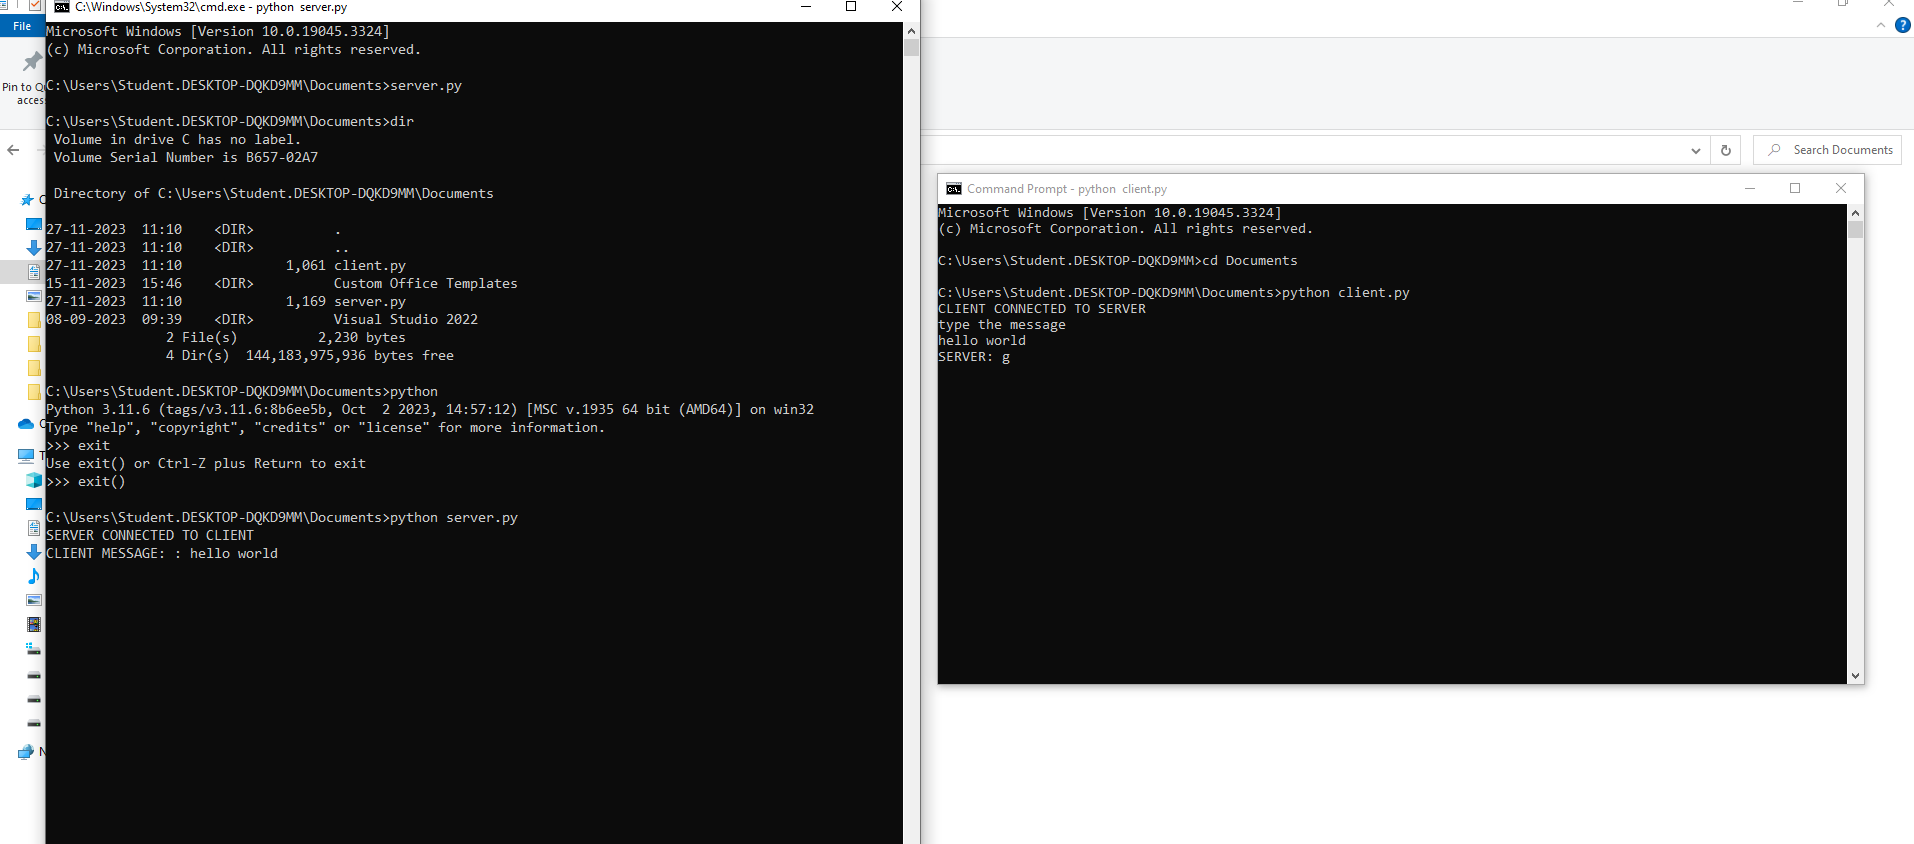 C:\Windows\System32\cmd.exe - python  server.py
File
Pin to Q
acces
Microsoft Windows [Version 10.0.19045.3324]
(c) Microsoft Corporation. All rights reserved.
C:\Users\Student.DESKTOP-DQKD9MM\Documents>server.py
C:\Users\Student.DESKTOP-DQKD9MM\Documents>dir
 Volume in drive C has no label.
 Volume Serial Number is B657-02A7
 Directory of C:\Users\Student.DESKTOP-DQKD9MM\Documents
27-11-2023  11:10    <DIR>          .
27-11-2023  11:10    <DIR>          ..
27-11-2023  11:10             1,061 client.py
15-11-2023  15:46    <DIR>          Custom Office Templates
27-11-2023  11:10             1,169 server.py
08-09-2023  09:39    <DIR>          Visual Studio 2022
               2 File(s)          2,230 bytes
               4 Dir(s)  144,183,975,936 bytes free
C:\Users\Student.DESKTOP-DQKD9MM\Documents>python
Python 3.11.6 (tags/v3.11.6:8b6ee5b, Oct  2 2023, 14:57:12) [MSC v.1935 64 bit (AMD64)] on win32
Type "help", "copyright", "credits" or "license" for more information.
>>> exit
Use exit() or Ctrl-Z plus Return to exit
>>> exit()
C:\Users\Student.DESKTOP-DQKD9MM\Documents>python server.py
SERVER CONNECTED TO CLIENT
CLIENT MESSAGE: : hello world
Search Documents
Command Prompt - python  client.py
Microsoft Windows [Version 10.0.19045.3324]
(c) Microsoft Corporation. All rights reserved.
C:\Users\Student.DESKTOP-DQKD9MM>cd Documents
C:\Users\Student.DESKTOP-DQKD9MM\Documents>python client.py
CLIENT CONNECTED TO SERVER
type the message
hello world
SERVER: g